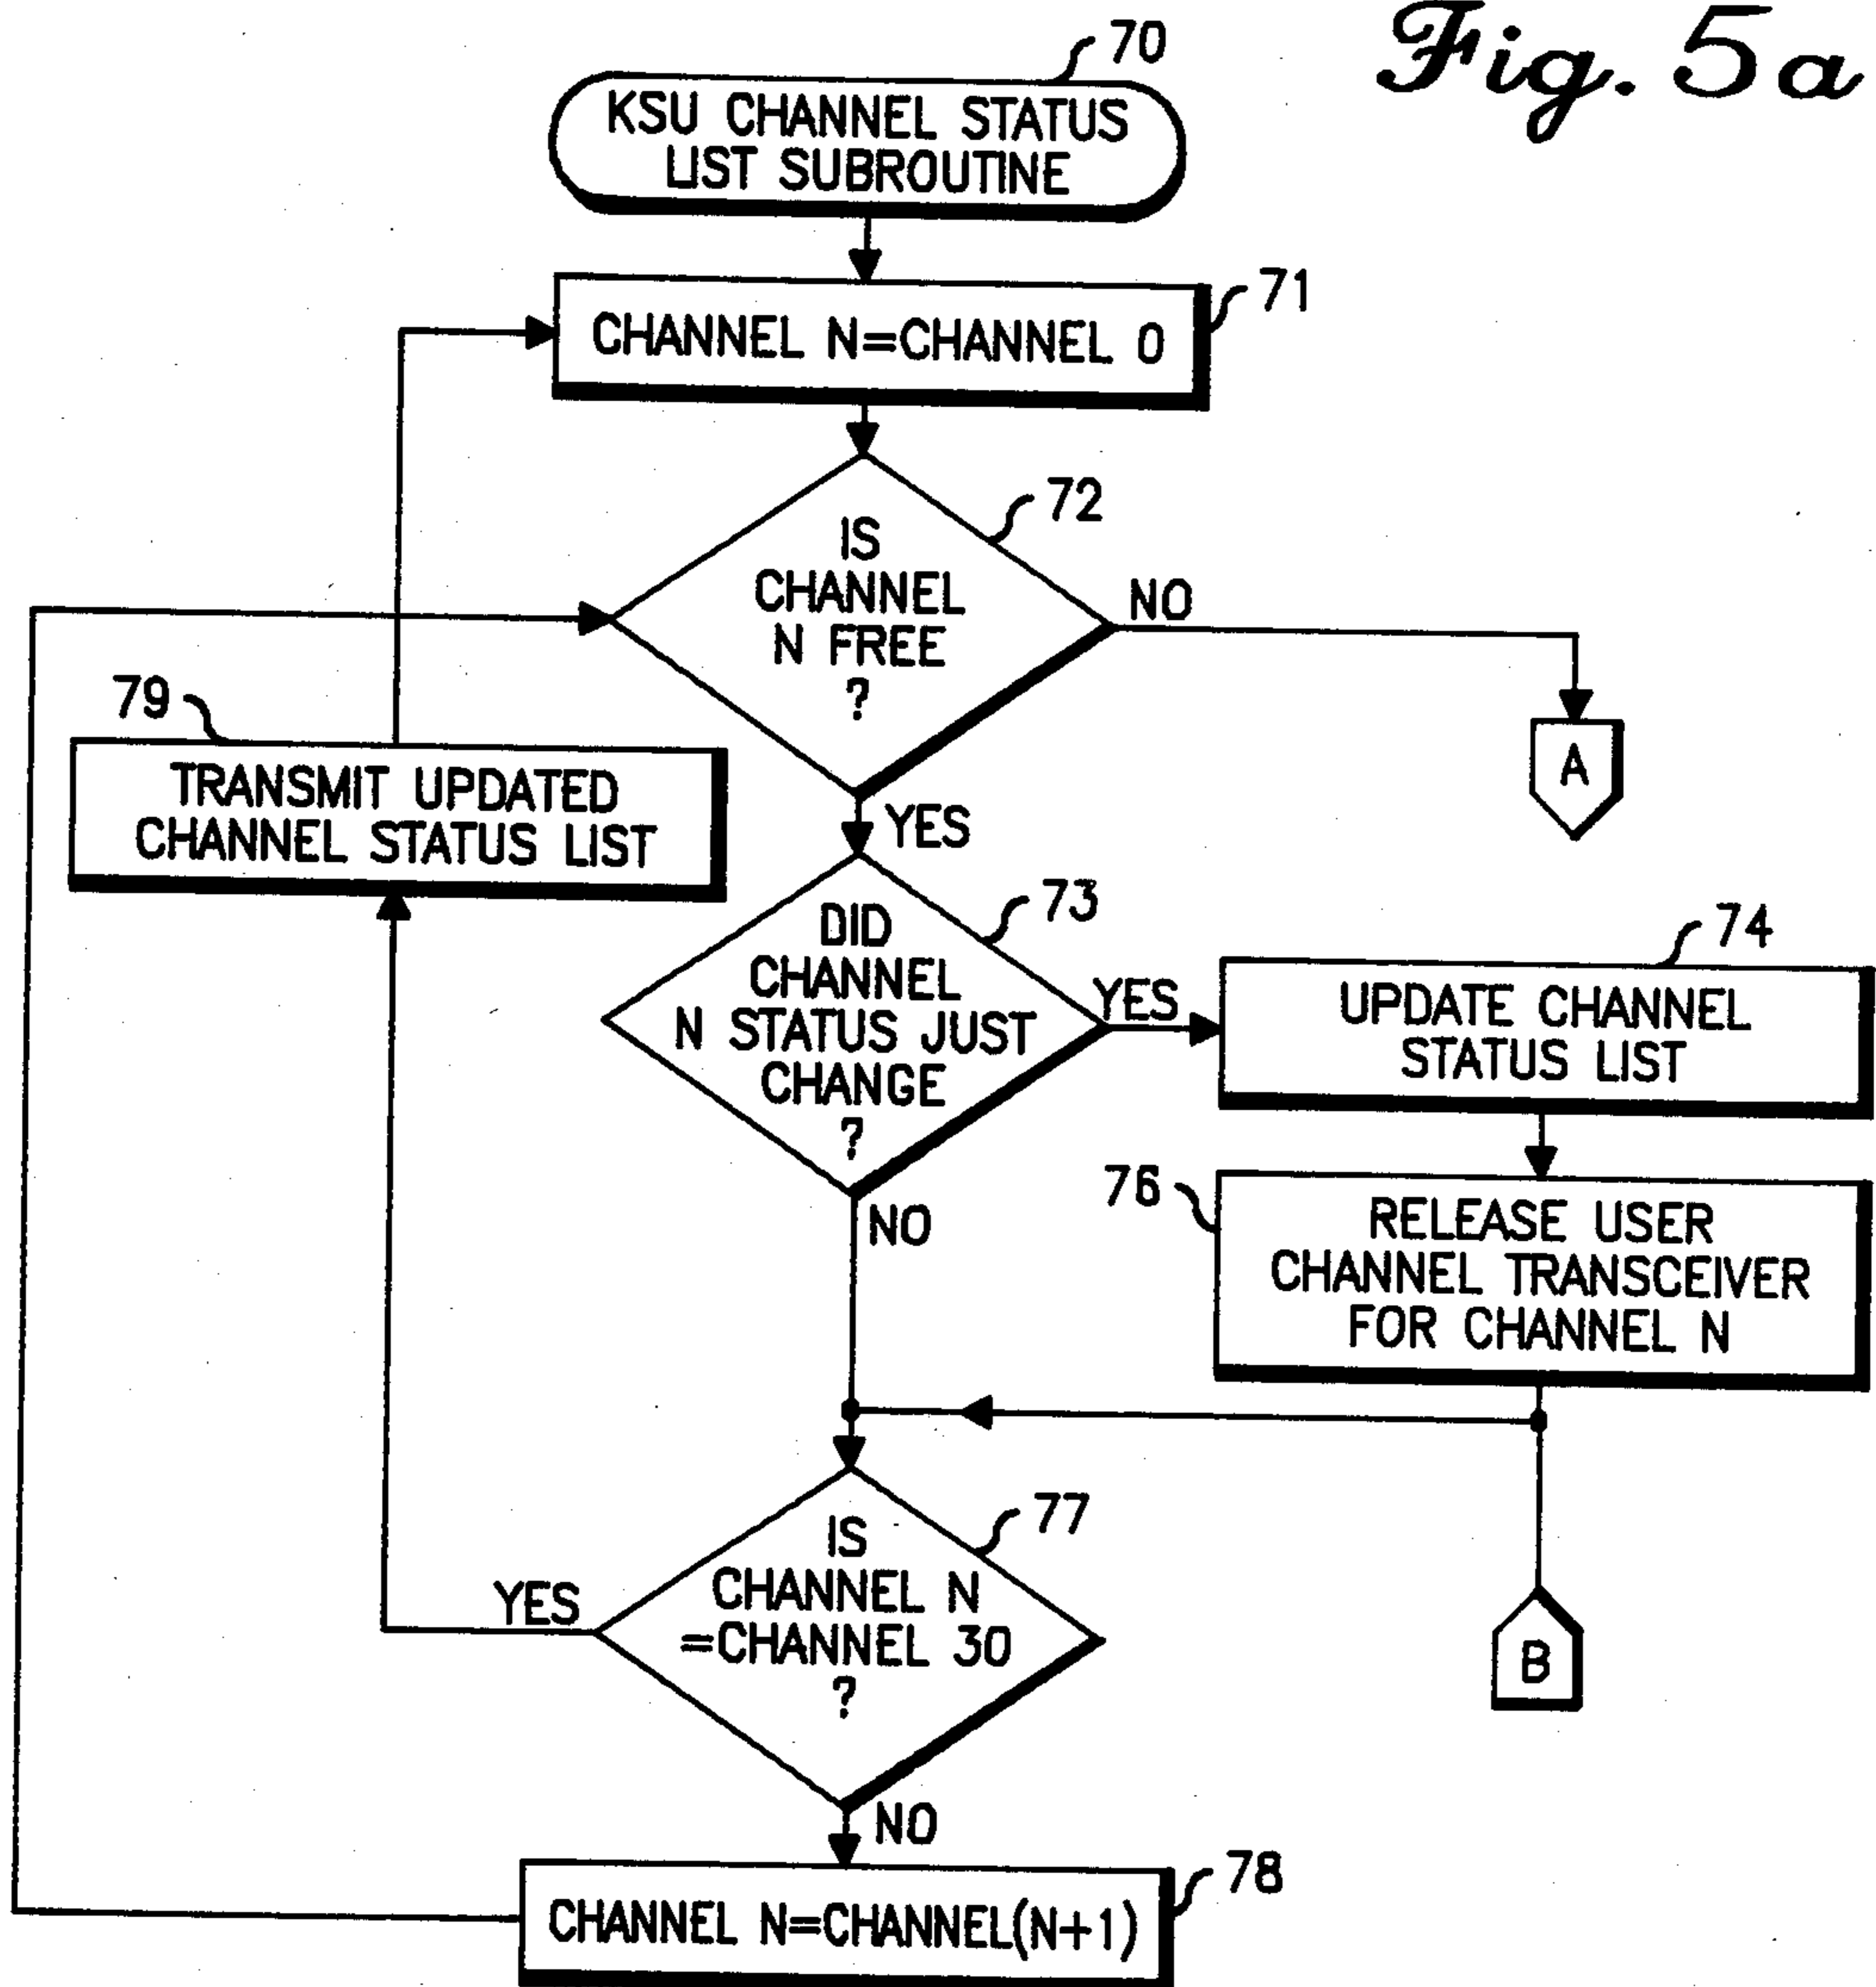 Fig. 5a
70
KSU CHANNEL STATUS
LIST SUBROUTINE
71
CHANNEL N=CHANNEL 0
72
IS
CHANNEL
N FREE
?
NO
A
79
TRANSMIT UPDATED
CHANNEL STATUS LIST
YES
73
DID
CHANNEL
N STATUS JUST
CHANGE
?
YES
74
UPDATE CHANNEL
STATUS LIST
NO
76
RELEASE USER
CHANNEL TRANSCEIVER
FOR CHANNEL N
77
IS
CHANNEL N
=CHANNEL 30
?
YES
B
NO
78
CHANNEL N=CHANNEL(N+1)